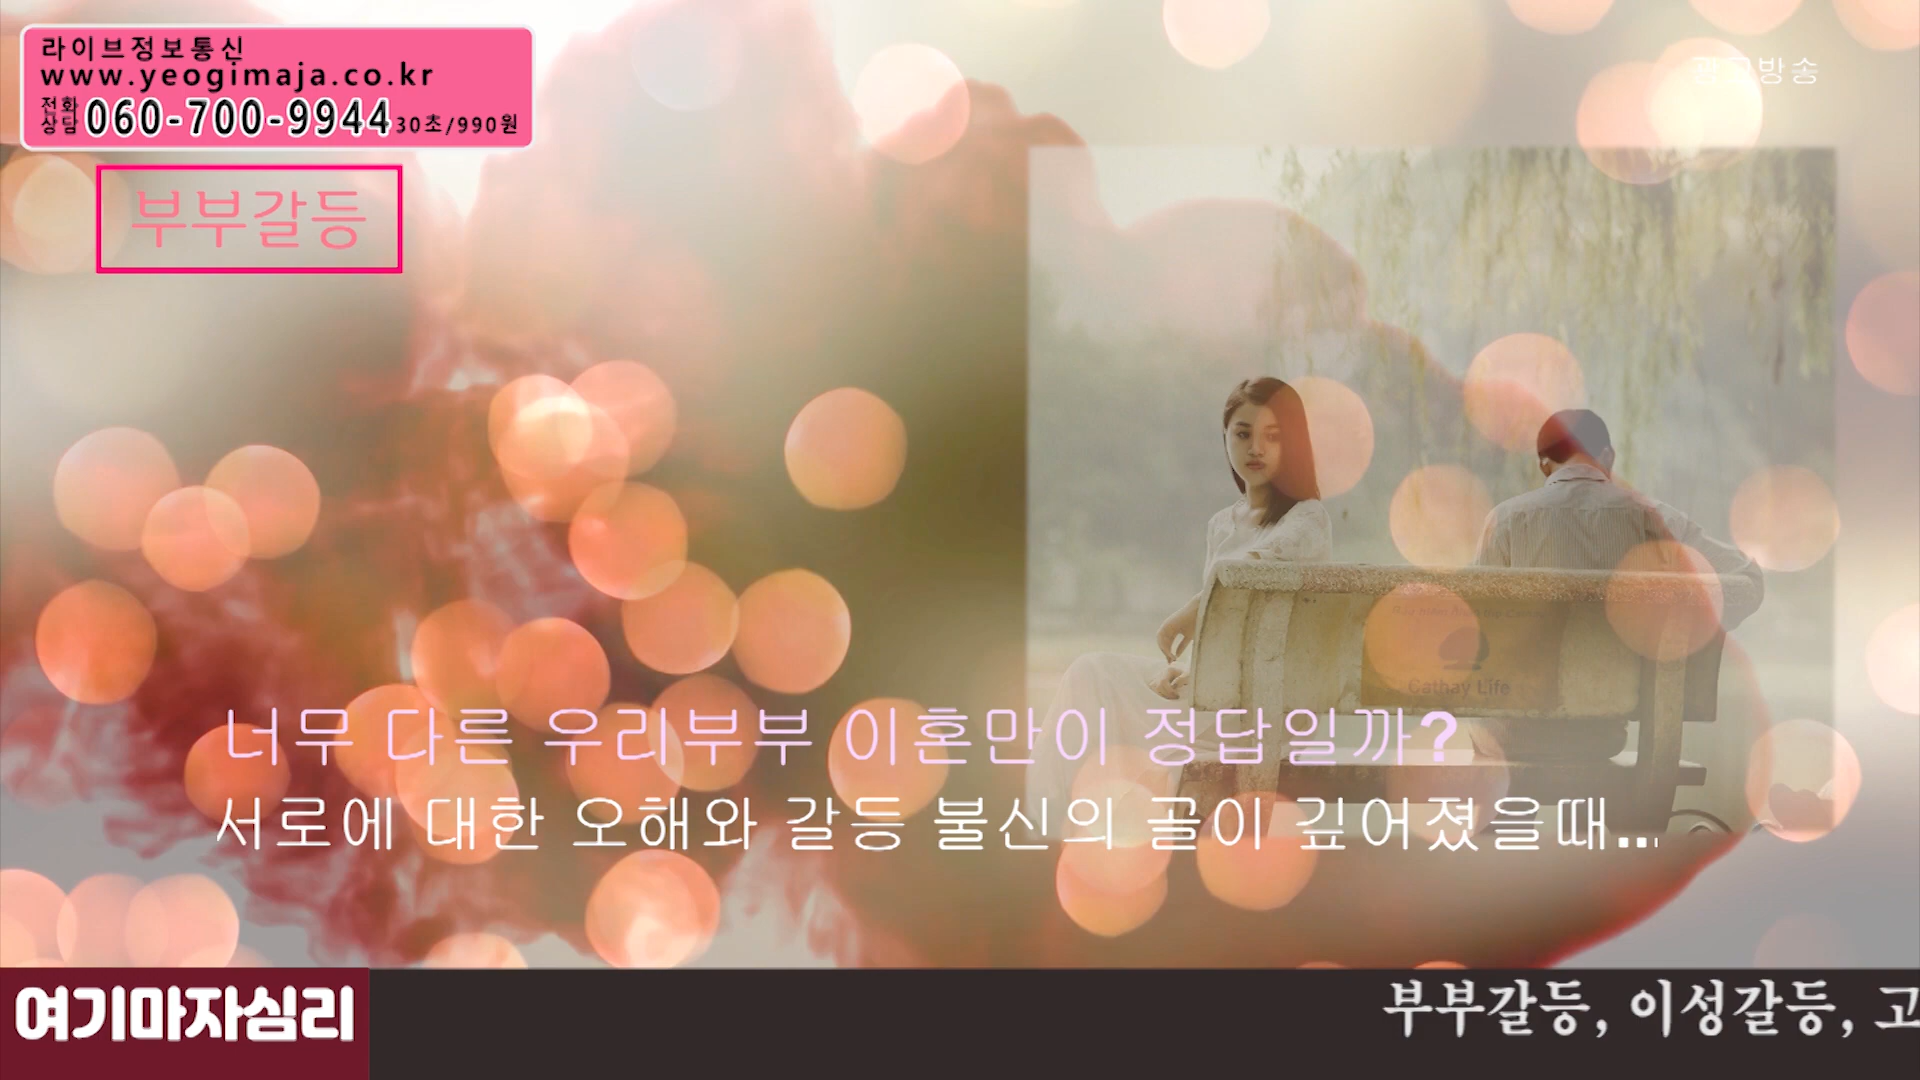 라이브정보통신
www.yeogimaja.co.kr
전화
상담 060-700-9944 30초/990원
광고방송
부부갈등
Cathay Life
너무 다른 우리부부 이혼만이 정답일까?
서로에 대한 오해와 갈등 불신의 골이 깊어졌을때...
여기마자심리
부부갈등, 이성갈등, 고